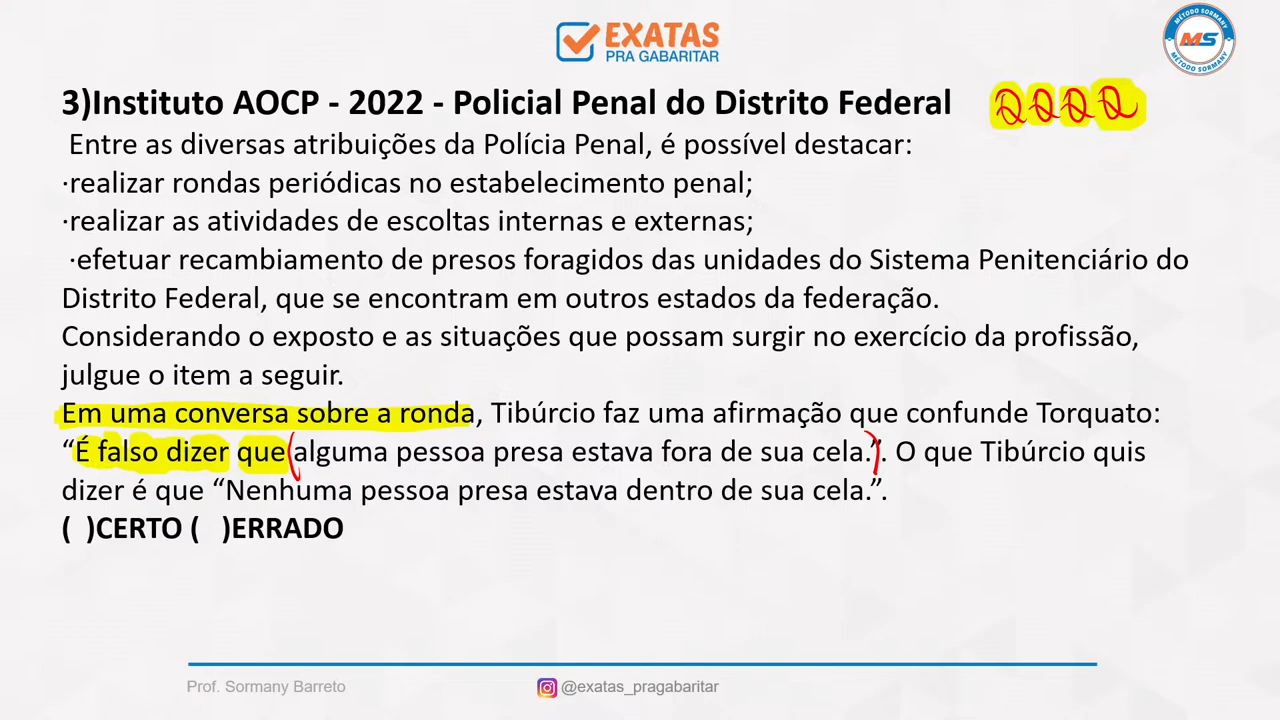 EXATAS
PRA GABARITAR
MÉTODO SORMANY
MS
MÉTODO SORMANY
3)Instituto AOCP - 2022 - Policial Penal do Distrito Federal
Entre as diversas atribuições da Polícia Penal, é possível destacar:
·realizar rondas periódicas no estabelecimento penal;
·realizar as atividades de escoltas internas e externas;
·efetuar recambiamento de presos foragidos das unidades do Sistema Penitenciário do
Distrito Federal, que se encontram em outros estados da federação.
Considerando o exposto e as situações que possam surgir no exercício da profissão,
julgue o item a seguir.
Em uma conversa sobre a ronda, Tibúrcio faz uma afirmação que confunde Torquato:
“É falso dizer que (alguma pessoa presa estava fora de sua cela.”). O que Tibúrcio quis
dizer é que “Nenhuma pessoa presa estava dentro de sua cela.”.
( )CERTO ( )ERRADO
Prof. Sormany Barreto
@exatas_pragabaritar